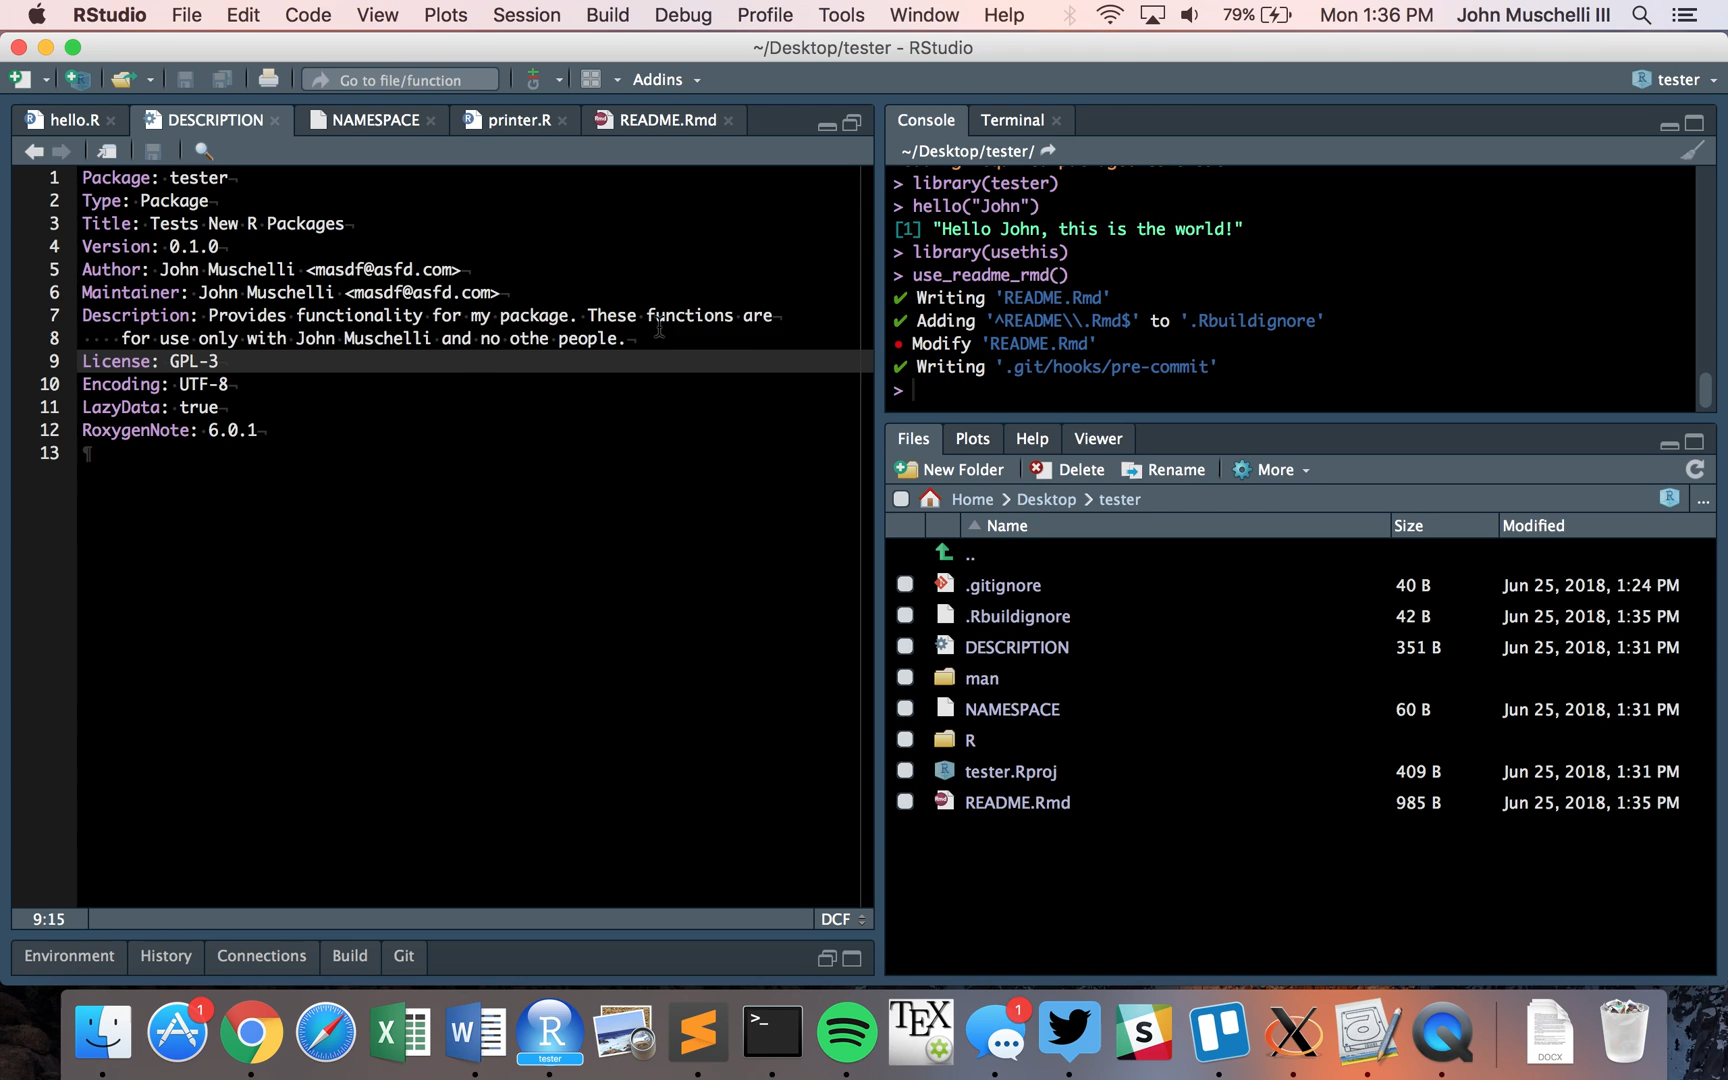 RStudio File Edit Code View Plots Session Build Debug Profile Tools Window Help 79% Mon 1:36 PM John Muschelli III
~/Desktop/tester - RStudio
Go to file/function Addins tester
hello.R DESCRIPTION NAMESPACE printer.R README.Rmd
1 Package: tester
2 Type: Package
3 Title: Tests New R Packages
4 Version: 0.1.0
5 Author: John Muschelli <masdf@asfd.com>
6 Maintainer: John Muschelli <masdf@asfd.com>
7 Description: Provides functionality for my package. These functions are
8 for use only with John Muschelli and no othe people.
9 License: GPL-3
10 Encoding: UTF-8
11 LazyData: true
12 RoxygenNote: 6.0.1
13
9:15 DCF
Environment History Connections Build Git
Console Terminal
~/Desktop/tester/
> library(tester)
> hello("John")
[1] "Hello John, this is the world!"
> library(usethis)
> use_readme_rmd()
✔ Writing 'README.Rmd'
✔ Adding '^README\\.Rmd$' to '.Rbuildignore'
● Modify 'README.Rmd'
✔ Writing '.git/hooks/pre-commit'
>
Files Plots Help Viewer
New Folder Delete Rename More
Home > Desktop > tester ...
Name Size Modified
..
.gitignore 40 B Jun 25, 2018, 1:24 PM
.Rbuildignore 42 B Jun 25, 2018, 1:35 PM
DESCRIPTION 351 B Jun 25, 2018, 1:31 PM
man
NAMESPACE 60 B Jun 25, 2018, 1:31 PM
R
tester.Rproj 409 B Jun 25, 2018, 1:31 PM
README.Rmd 985 B Jun 25, 2018, 1:35 PM
1 X W R tester >_ TEX 1 S X DOCX